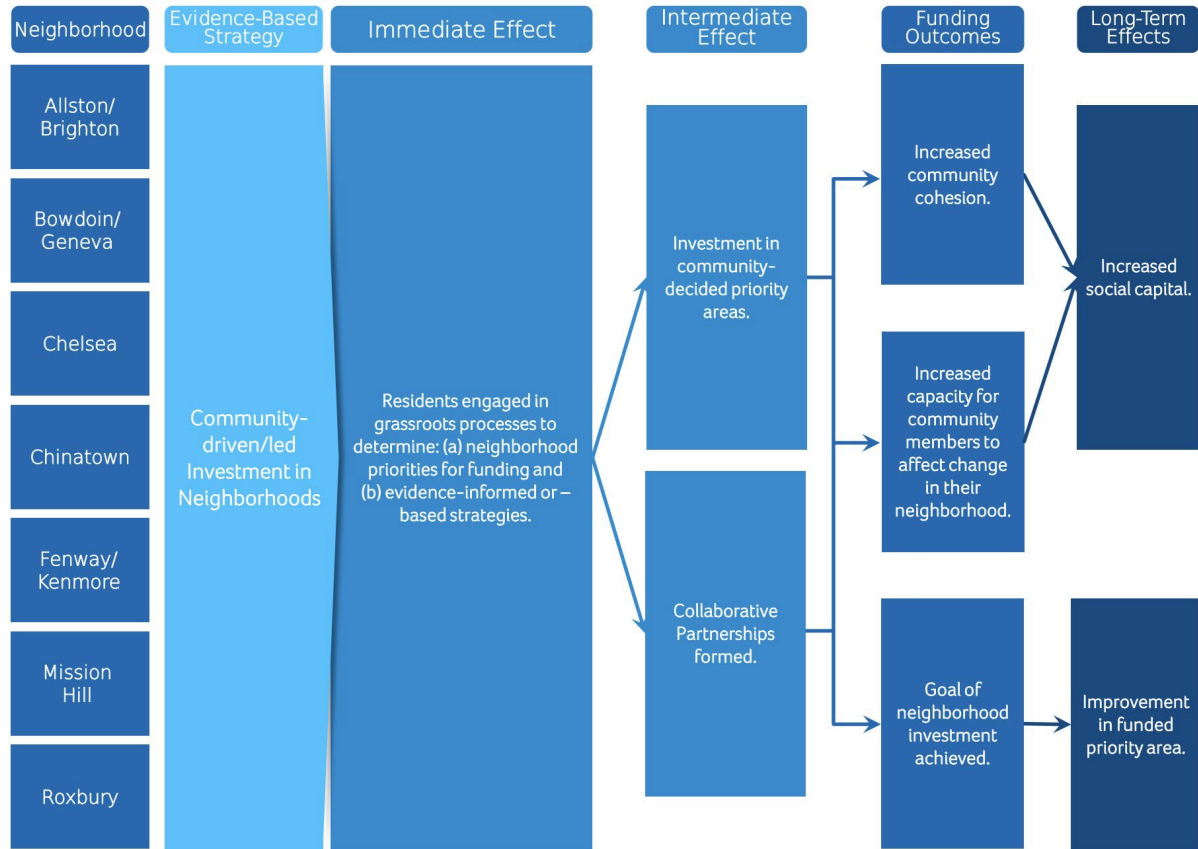 Neighborhood
Evidence-Based
Strategy
Immediate Effect
Intermediate
Effect
Funding
Outcomes
Long-Term
Effects
Allston/
Brighton
Bowdoin/
Geneva
Chelsea
Chinatown
Fenway/
Kenmore
Mission
Hill
Roxbury
Community-
driven/led
Investment in
Neighborhoods
Residents engaged in
grassroots processes to
determine: (a) neighborhood
priorities for funding and
(b) evidence-informed or –
based strategies.
Investment in
community-
decided priority
areas.
Collaborative
Partnerships
formed.
Increased
community
cohesion.
Increased
capacity for
community
members to
affect change
in their
neighborhood.
Goal of
neighborhood
investment
achieved.
Increased
social capital.
Improvement
in funded
priority area.